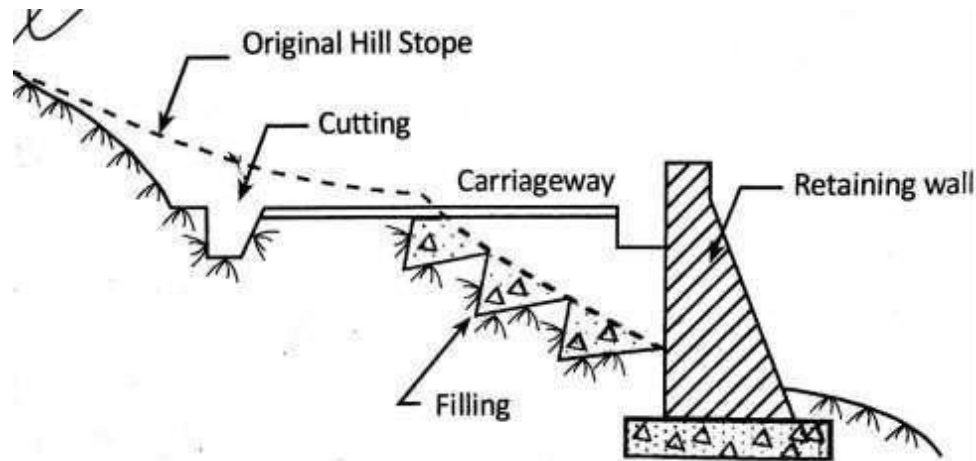 Original Hill Stope
Cutting
Carriageway
Retaining wall
Filling